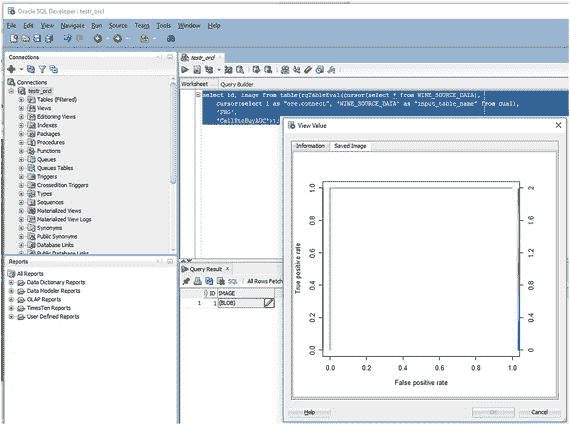 Oracle SQL Developer : testr_orcl
File Edit View Navigate Run Source Team Tools Window Help
Connections
Connections
testr_ord
Tables (Filtered)
Views
Editioning Views
Indexes
Packages
Procedures
Functions
Queues
Queues Tables
Triggers
Crossedition Triggers
Types
Sequences
Materialized Views
Materialized View Logs
Synonyms
Public Synonyms
Database Links
Public Database Links
Reports
All Reports
Data Dictionary Reports
Data Modeler Reports
OLAP Reports
TimesTen Reports
User Defined Reports
testr_ord
Worksheet Query Builder
select id, image from table(rqTableEval(cursor(select * from WINE_SOURCE_DATA),
cursor(select 1 as "ore.connect", 'WINE_SOURCE_DATA' as "input_table_name" from dual),
'PNG',
Query Result
SQL All Rows Fetch
ID IMAGE
1 1 (BLOB)
View Value
Information Saved Image
True positive rate
0.0 0.2 0.4 0.6 0.8 1.0
0 0.4 0.8 1.2 1.6 2
0.0 0.2 0.4 0.6 0.8 1.0
False positive rate
Help OK Cancel